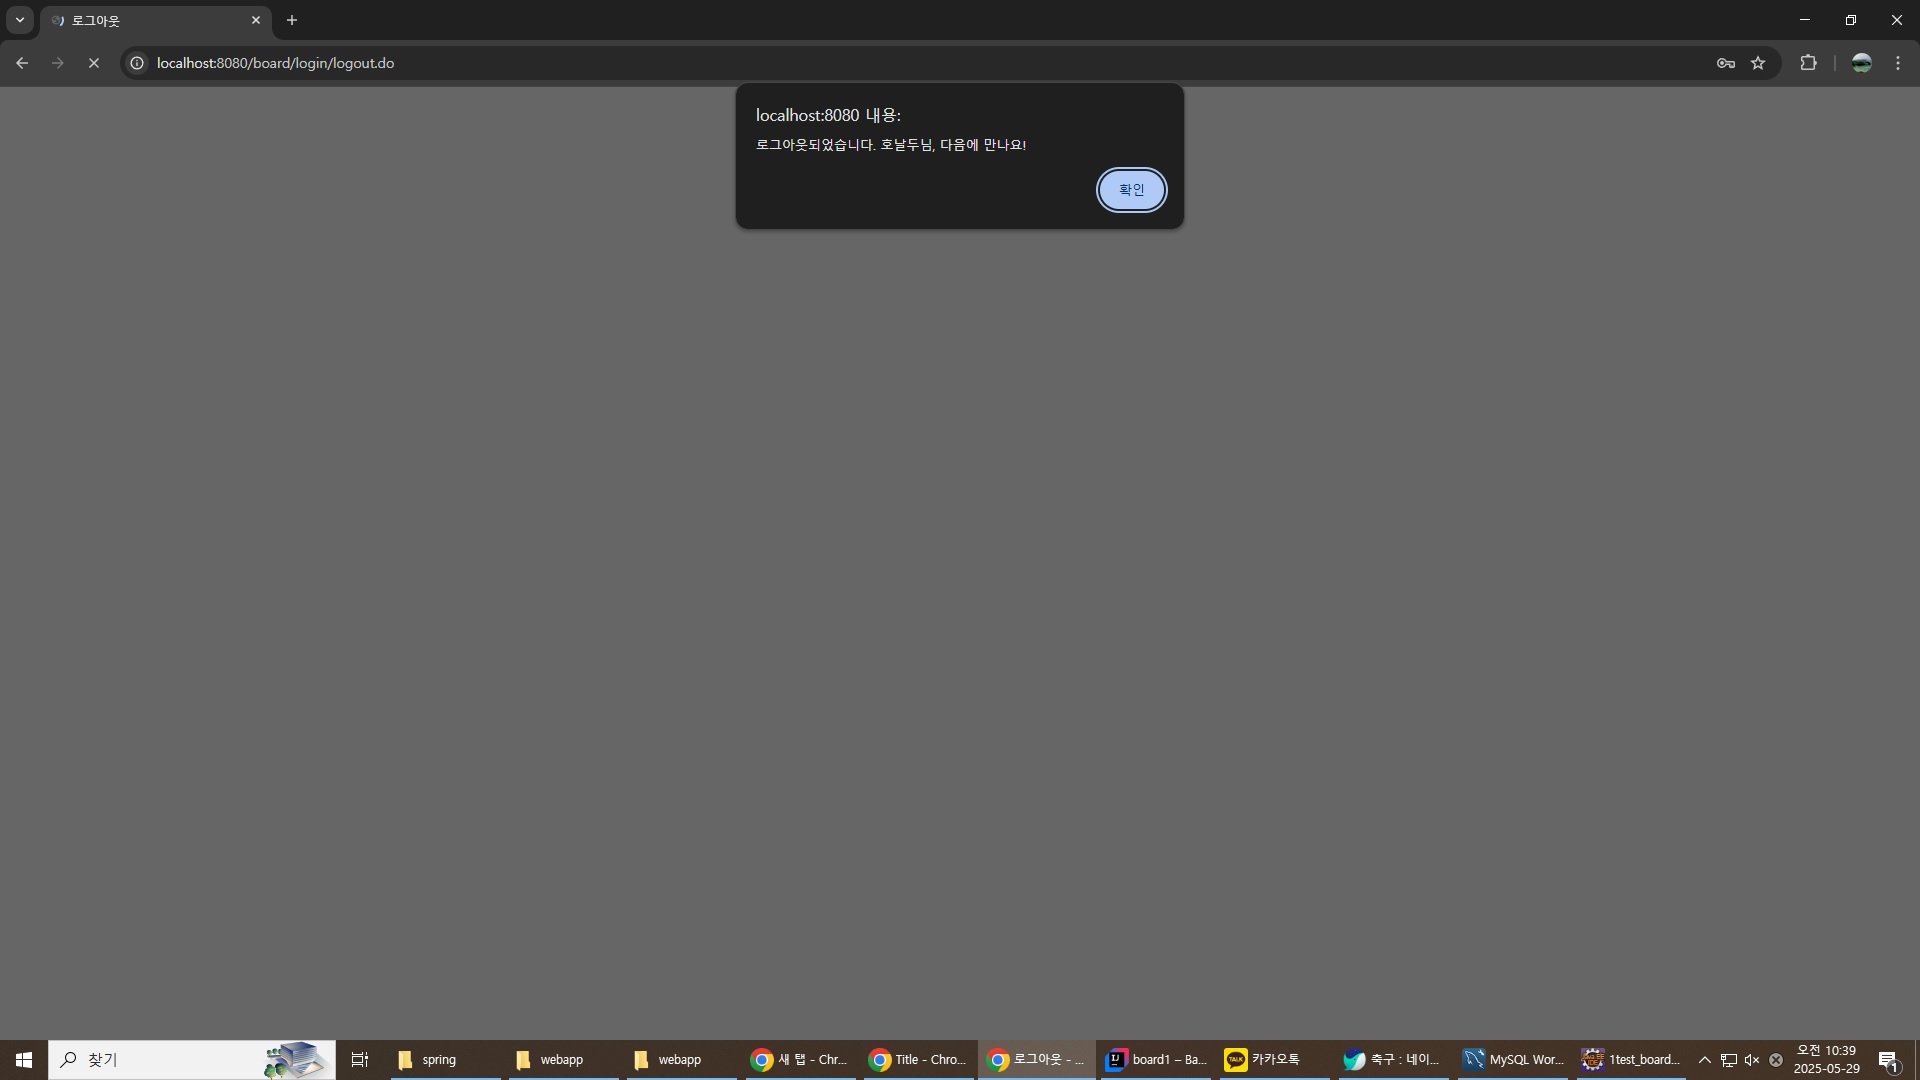 로그아웃
localhost:8080/board/login/logout.do
localhost:8080 내용:
로그아웃되었습니다. 호날두님, 다음에 만나요!
확인
찾기
spring
webapp
webapp
새 탭 - Chr...
Title - Chro...
로그아웃 - ...
board1 – Ba...
카카오톡
축구 : 네이...
MySQL Wor...
1test_board...
오전 10:39
2025-05-29
1